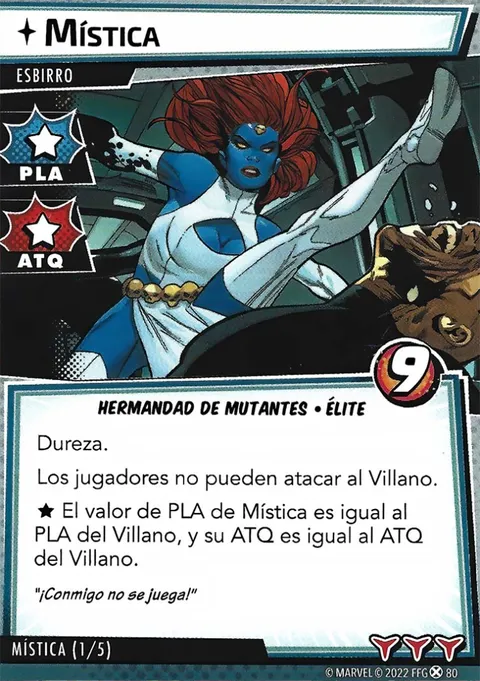 MÍSTICA
ESBIRRO
PLA
ATQ
9
HERMANDAD DE MUTANTES • ÉLITE
Dureza.
Los jugadores no pueden atacar al Villano.
★ El valor de PLA de Mística es igual al
PLA del Villano, y su ATQ es igual al ATQ
del Villano.
"¡Conmigo no se juega!"
MÍSTICA (1/5)
© MARVEL © 2022 FFG 80